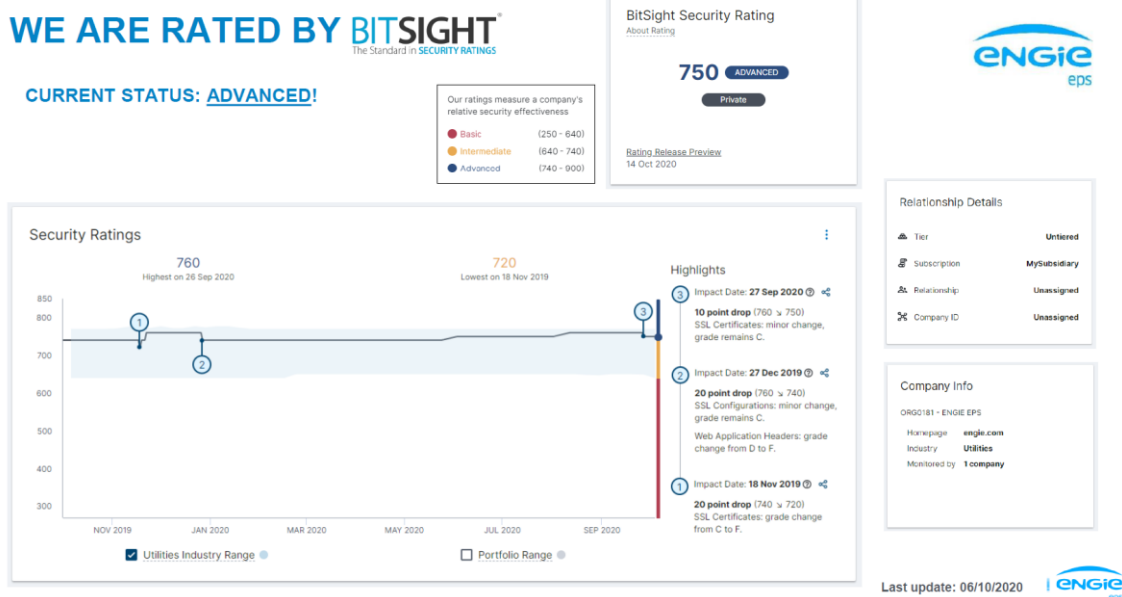 WE ARE RATED BY BITSIGHT
The Standard in SECURITY RATINGS
CURRENT STATUS: ADVANCED!
Our ratings measure a company's
relative security effectiveness
Basic (250 - 640)
Intermediate (640 - 740)
Advanced (740 - 900)
BitSight Security Rating
About Rating
750 ADVANCED
Private
Rating Release Preview
14 Oct 2020
ENGIE
eps
Security Ratings
760
Highest on 26 Sep 2020
720
Lowest on 18 Nov 2019
850
800
700
600
500
400
300
1
2
3
NOV 2019 JAN 2020 MAR 2020 MAY 2020 JUL 2020 SEP 2020
Utilities Industry Range
Portfolio Range
Highlights
3 Impact Date: 27 Sep 2020
10 point drop (760 ↘ 750)
SSL Certificates: minor change,
grade remains C.
2 Impact Date: 27 Dec 2019
20 point drop (760 ↘ 740)
SSL Configurations: minor change,
grade remains C.
Web Application Headers: grade
change from D to F.
1 Impact Date: 18 Nov 2019
20 point drop (740 ↘ 720)
SSL Certificates: grade change
from C to F.
Relationship Details
Tier Untiered
Subscription MySubsidiary
Relationship Unassigned
Company ID Unassigned
Company Info
ORG0181 - ENGIE EPS
Homepage engie.com
Industry Utilities
Monitored by 1 company
Last update: 06/10/2020
ENGIE
eps